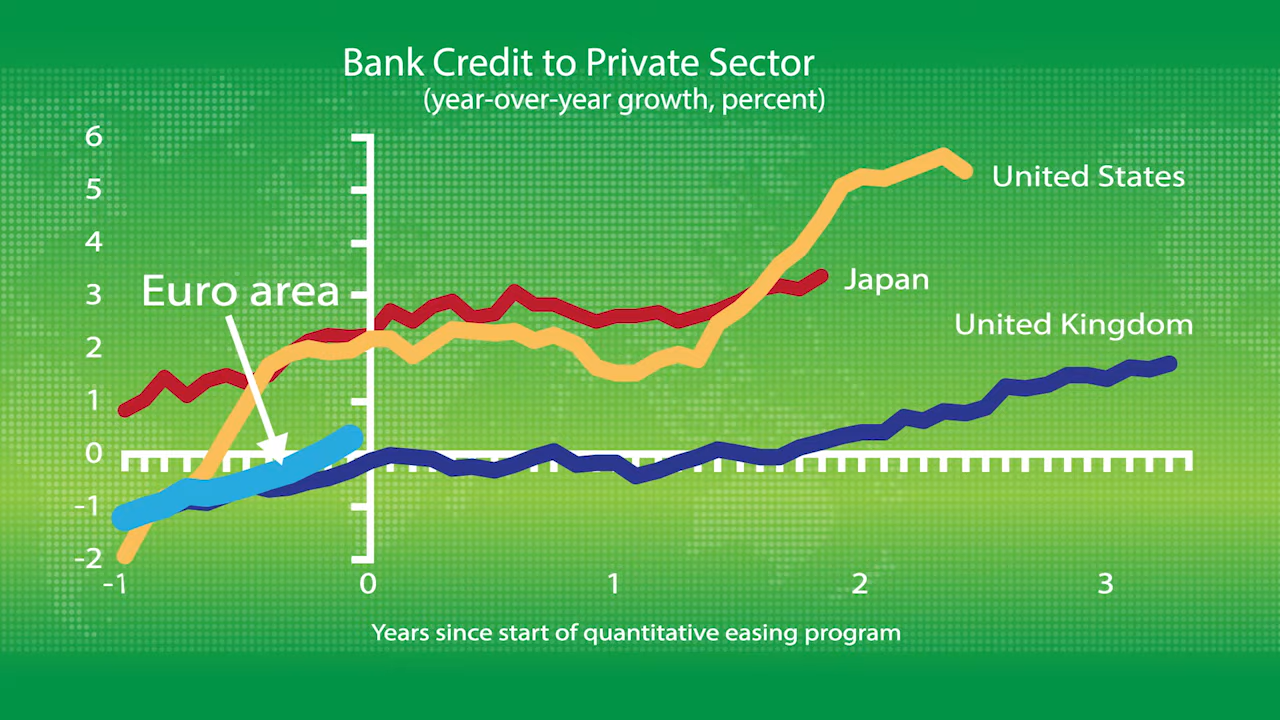 Bank Credit to Private Sector
(year-over-year growth, percent)
6
5
4
3
2
1
0
-1
-2
United States
Japan
United Kingdom
Euro area
-1 0 1 2 3
Years since start of quantitative easing program